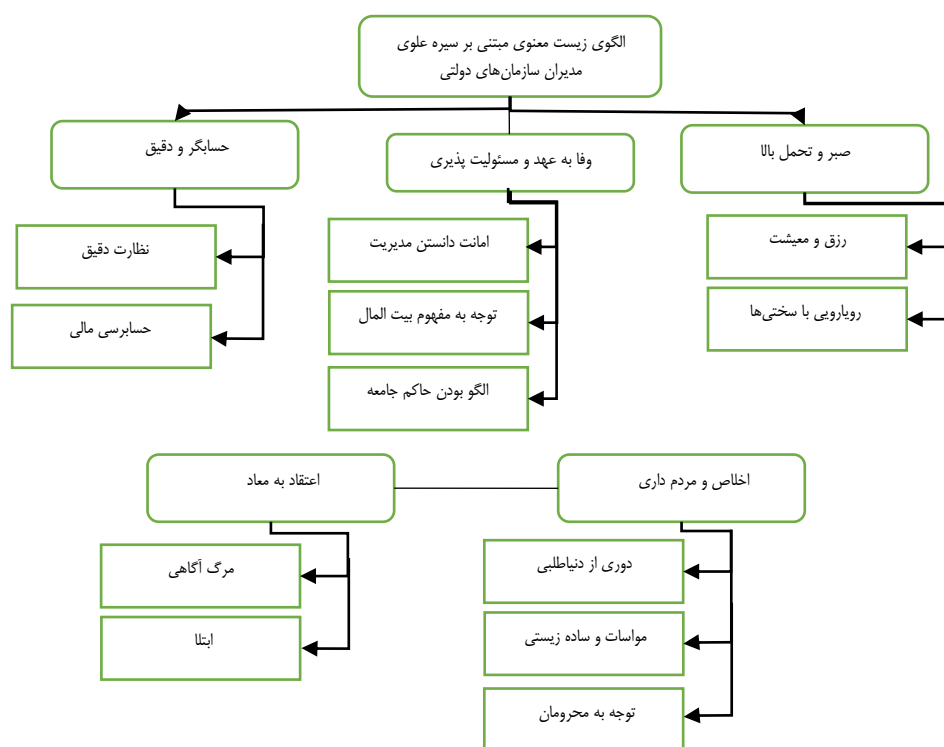 الگوی زیست معنوی مبتنی بر سیره علوی
مدیران سازمان‌های دولتی
صبر و تحمل بالا
رزق و معیشت
رویارویی با سختی‌ها
وفا به عهد و مسئولیت پذیری
امانت دانستن مدیریت
توجه به مفهوم بیت المال
الگو بودن حاکم جامعه
حسابگر و دقیق
نظارت دقیق
حسابرسی مالی
اخلاص و مردم داری
دوری از دنیاطلبی
مواسات و ساده زیستی
توجه به محرومان
اعتقاد به معاد
مرگ آگاهی
ابتلا